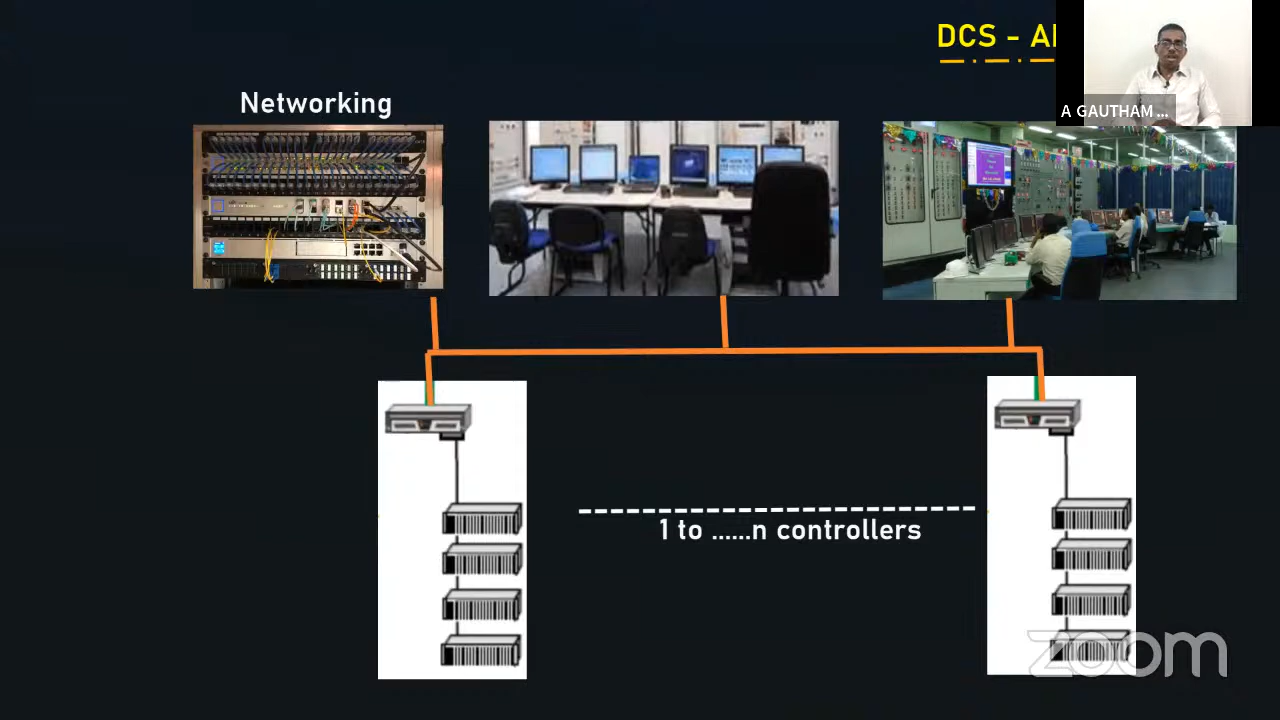 DCS - A
A GAUTHAM ...
Networking
1 to ......n controllers
zoom